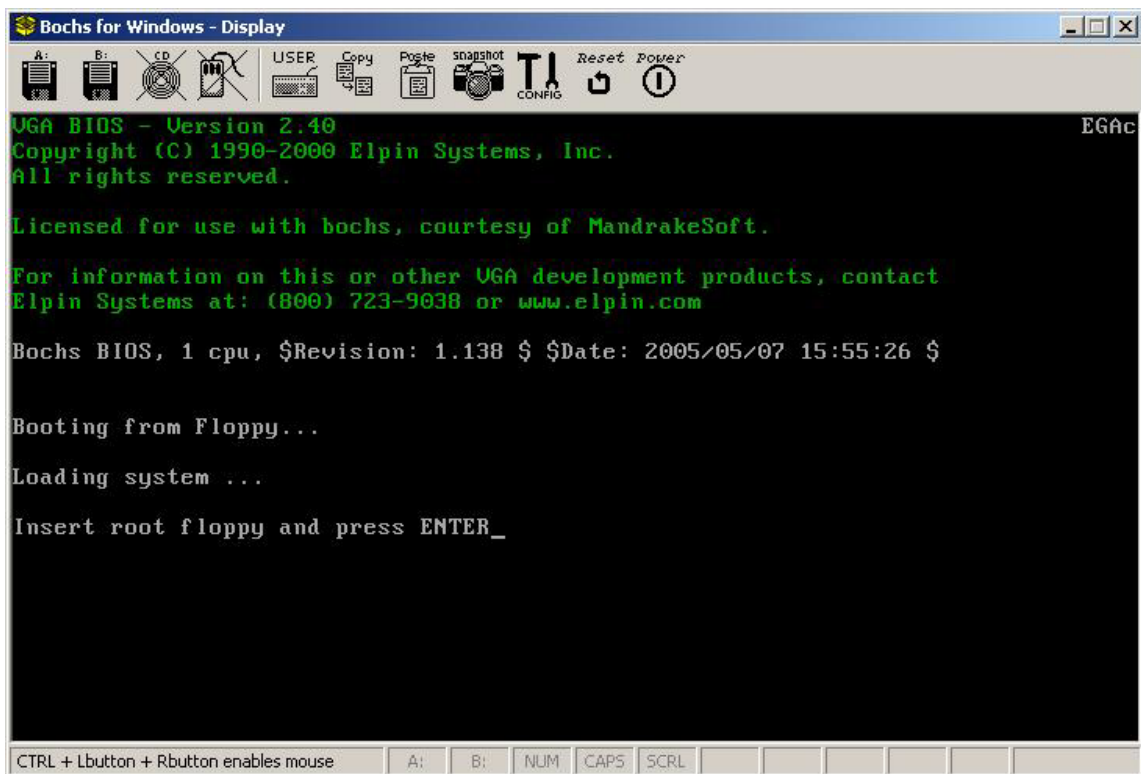 Bochs for Windows - Display
A: B: CD USER Copy Paste snapshot CONFIG Reset Power
VGA BIOS - Version 2.40 EGAc
Copyright (C) 1990-2000 Elpin Systems, Inc.
All rights reserved.
Licensed for use with bochs, courtesy of MandrakeSoft.
For information on this or other VGA development products, contact
Elpin Systems at: (800) 723-9038 or www.elpin.com
Bochs BIOS, 1 cpu, $Revision: 1.138 $ $Date: 2005/05/07 15:55:26 $
Booting from Floppy...
Loading system ...
Insert root floppy and press ENTER_
CTRL + Lbutton + Rbutton enables mouse A: B: NUM CAPS SCRL